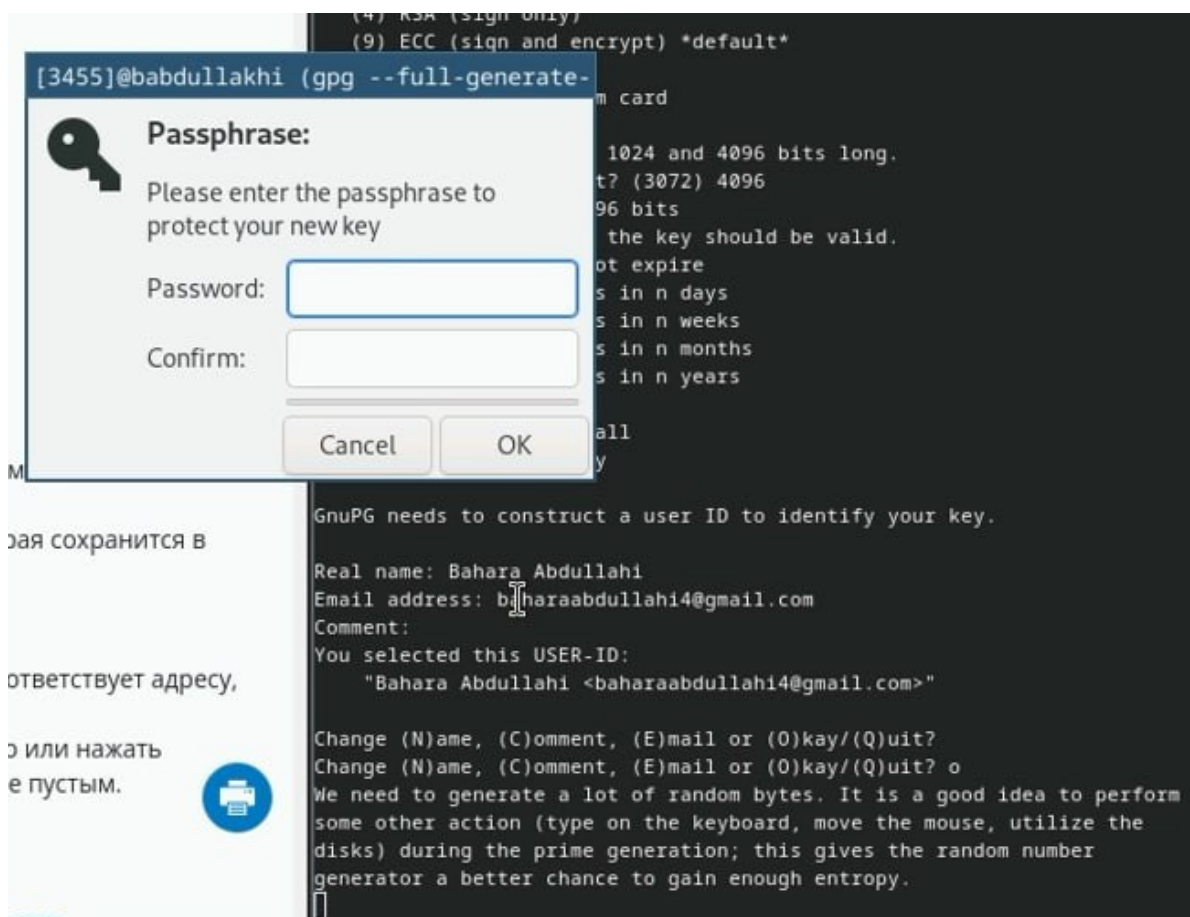 (4) RSA (sign only)
(9) ECC (sign and encrypt) *default*
[3455]@babdullakhi (gpg --full-generate-
m card
Passphrase:
Please enter the passphrase to
protect your new key
Password:
Confirm:
Cancel
OK
1024 and 4096 bits long.
t? (3072) 4096
96 bits
the key should be valid.
ot expire
s in n days
s in n weeks
s in n months
s in n years
all
y
м
рая сохранится в
ответствует адресу,
о или нажать
е пустым.
GnuPG needs to construct a user ID to identify your key.
Real name: Bahara Abdullahi
Email address: baharaabdullahi4@gmail.com
Comment:
You selected this USER-ID:
"Bahara Abdullahi <baharaabdullahi4@gmail.com>"
Change (N)ame, (C)omment, (E)mail or (O)kay/(Q)uit?
Change (N)ame, (C)omment, (E)mail or (O)kay/(Q)uit? o
We need to generate a lot of random bytes. It is a good idea to perform
some other action (type on the keyboard, move the mouse, utilize the
disks) during the prime generation; this gives the random number
generator a better chance to gain enough entropy.